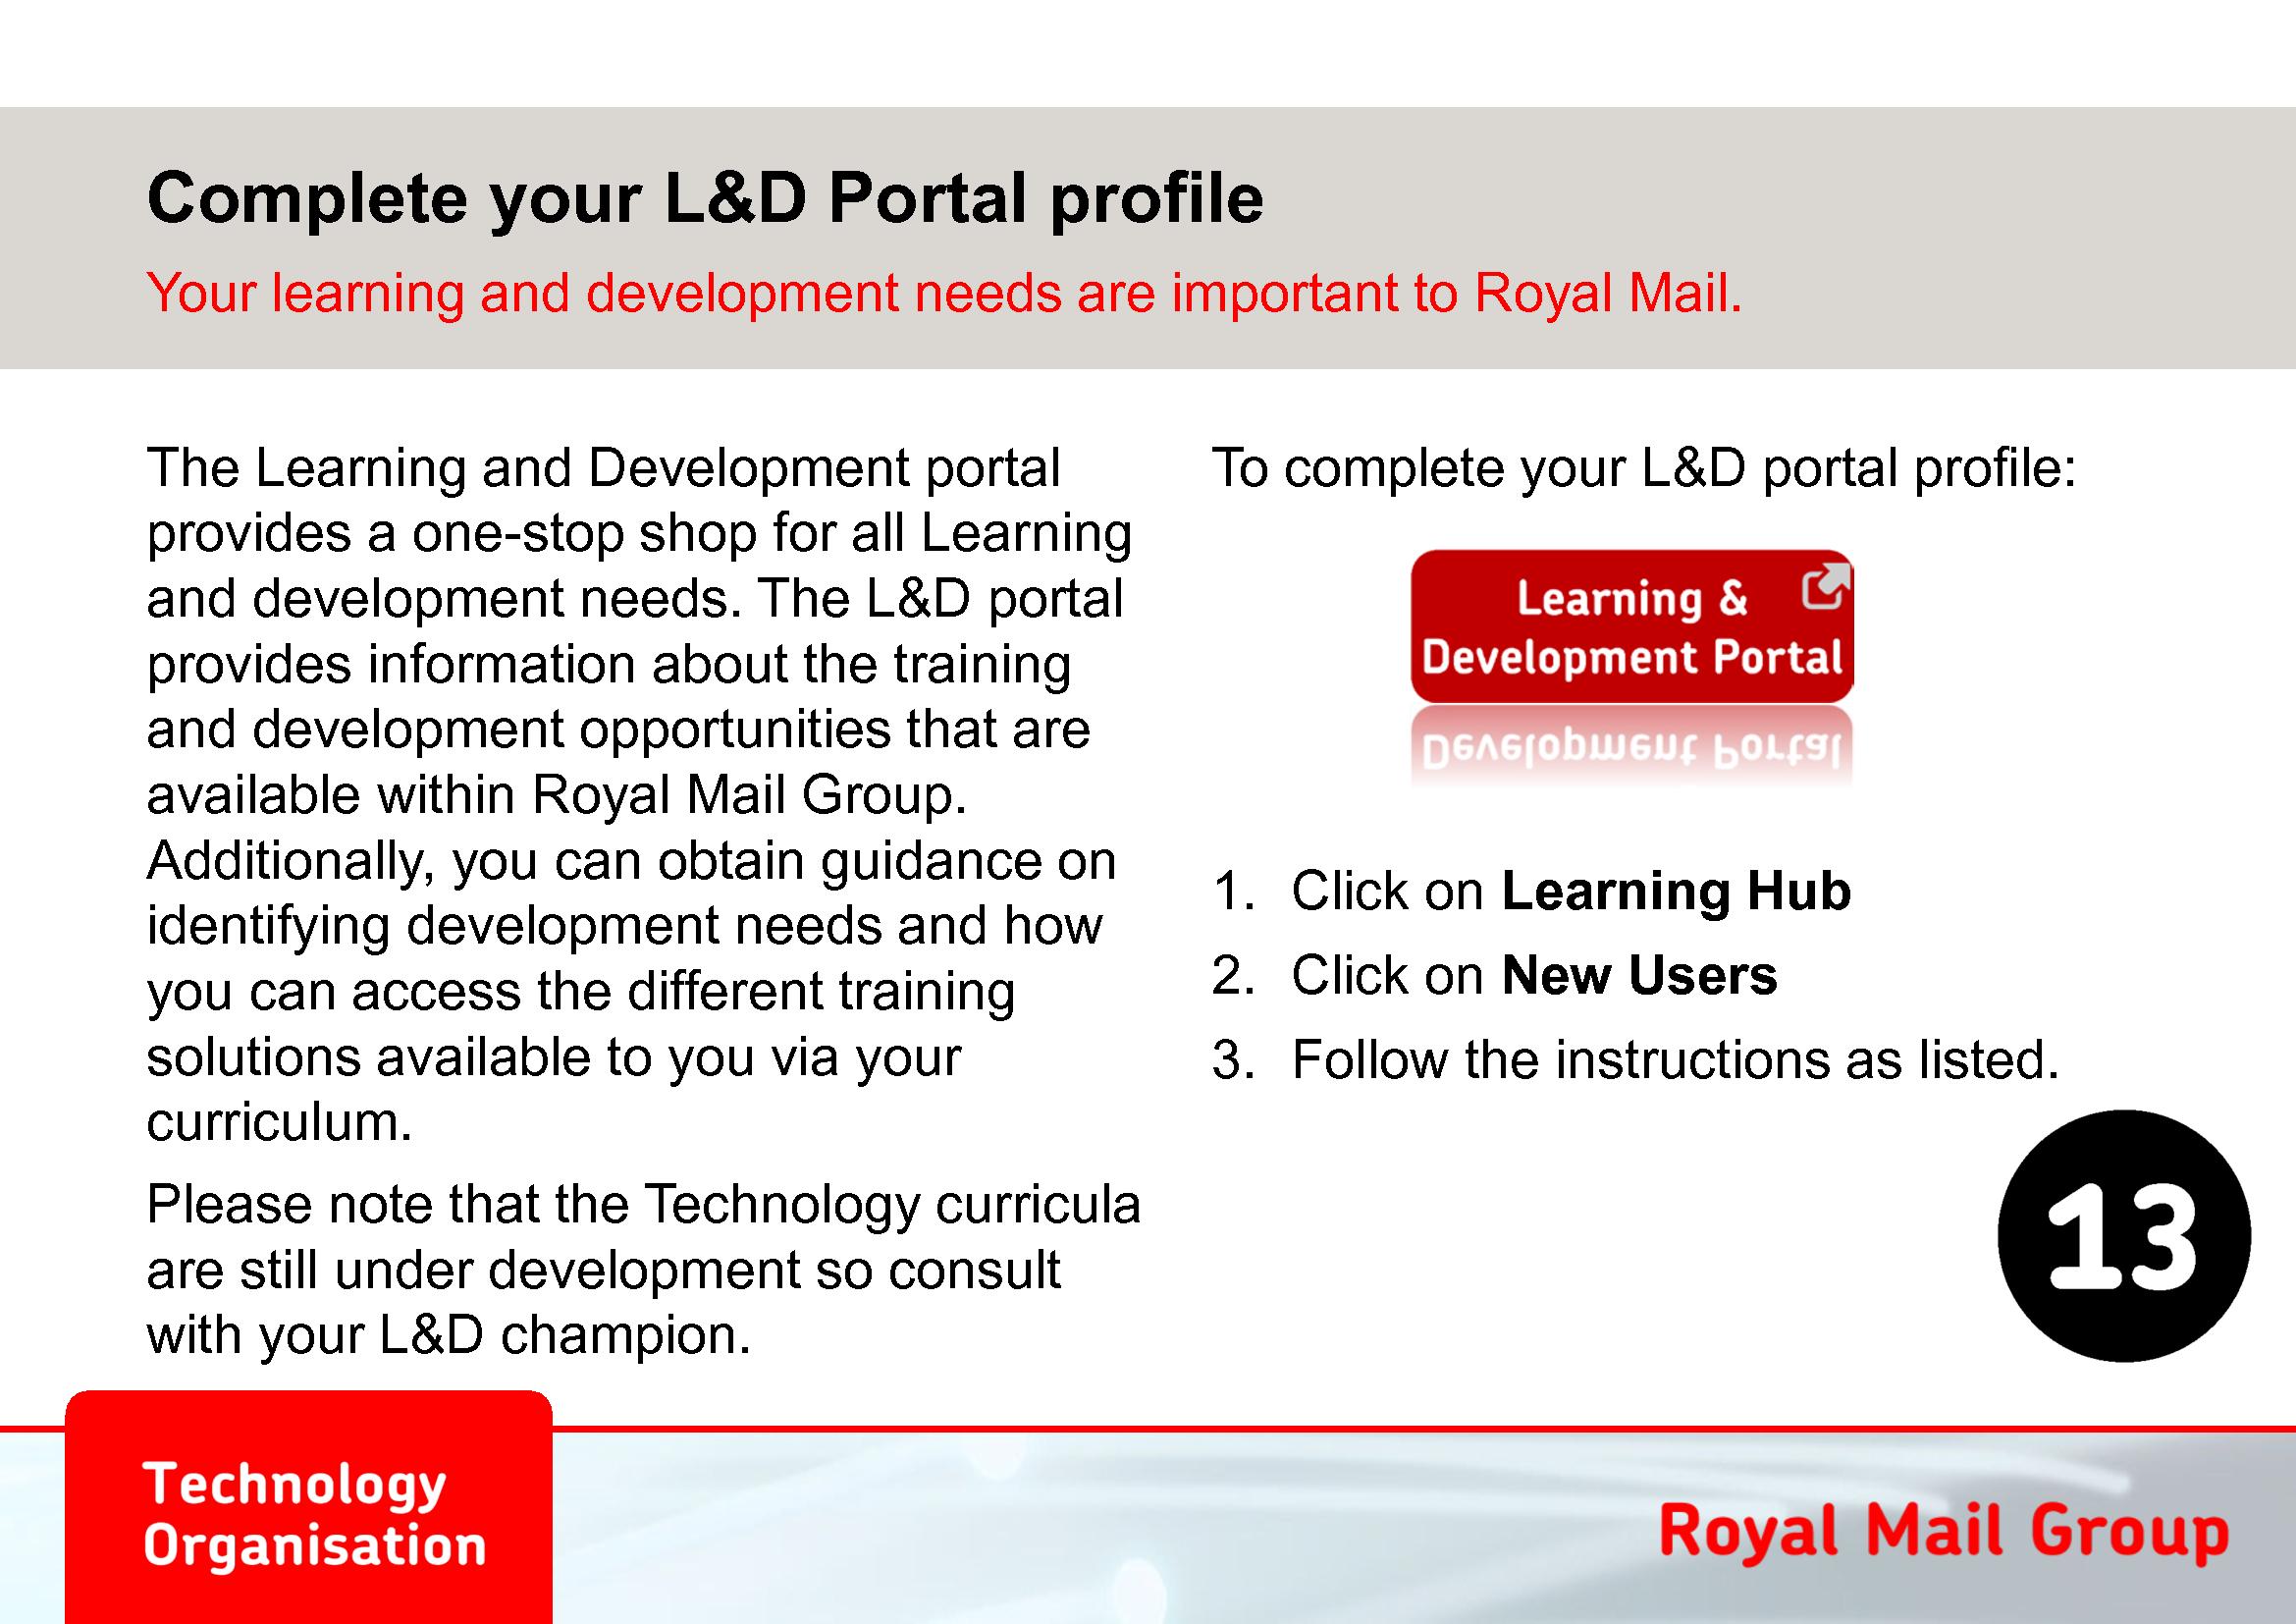 Complete your L&D Portal profile
Your learning and development needs are important to Royal Mail.
The Learning and Development portal
provides a one-stop shop for all Learning
and development needs. The L&D portal
provides information about the training
and development opportunities that are
available within Royal Mail Group.
Additionally, you can obtain guidance on
identifying development needs and how
you can access the different training
solutions available to you via your
curriculum.
Please note that the Technology curricula
are still under development so consult
with your L&D champion.
To complete your L&D portal profile:
Learning &
Development Portal
1. Click on Learning Hub
2. Click on New Users
3. Follow the instructions as listed.
13
Technology
Organisation
Royal Mail Group